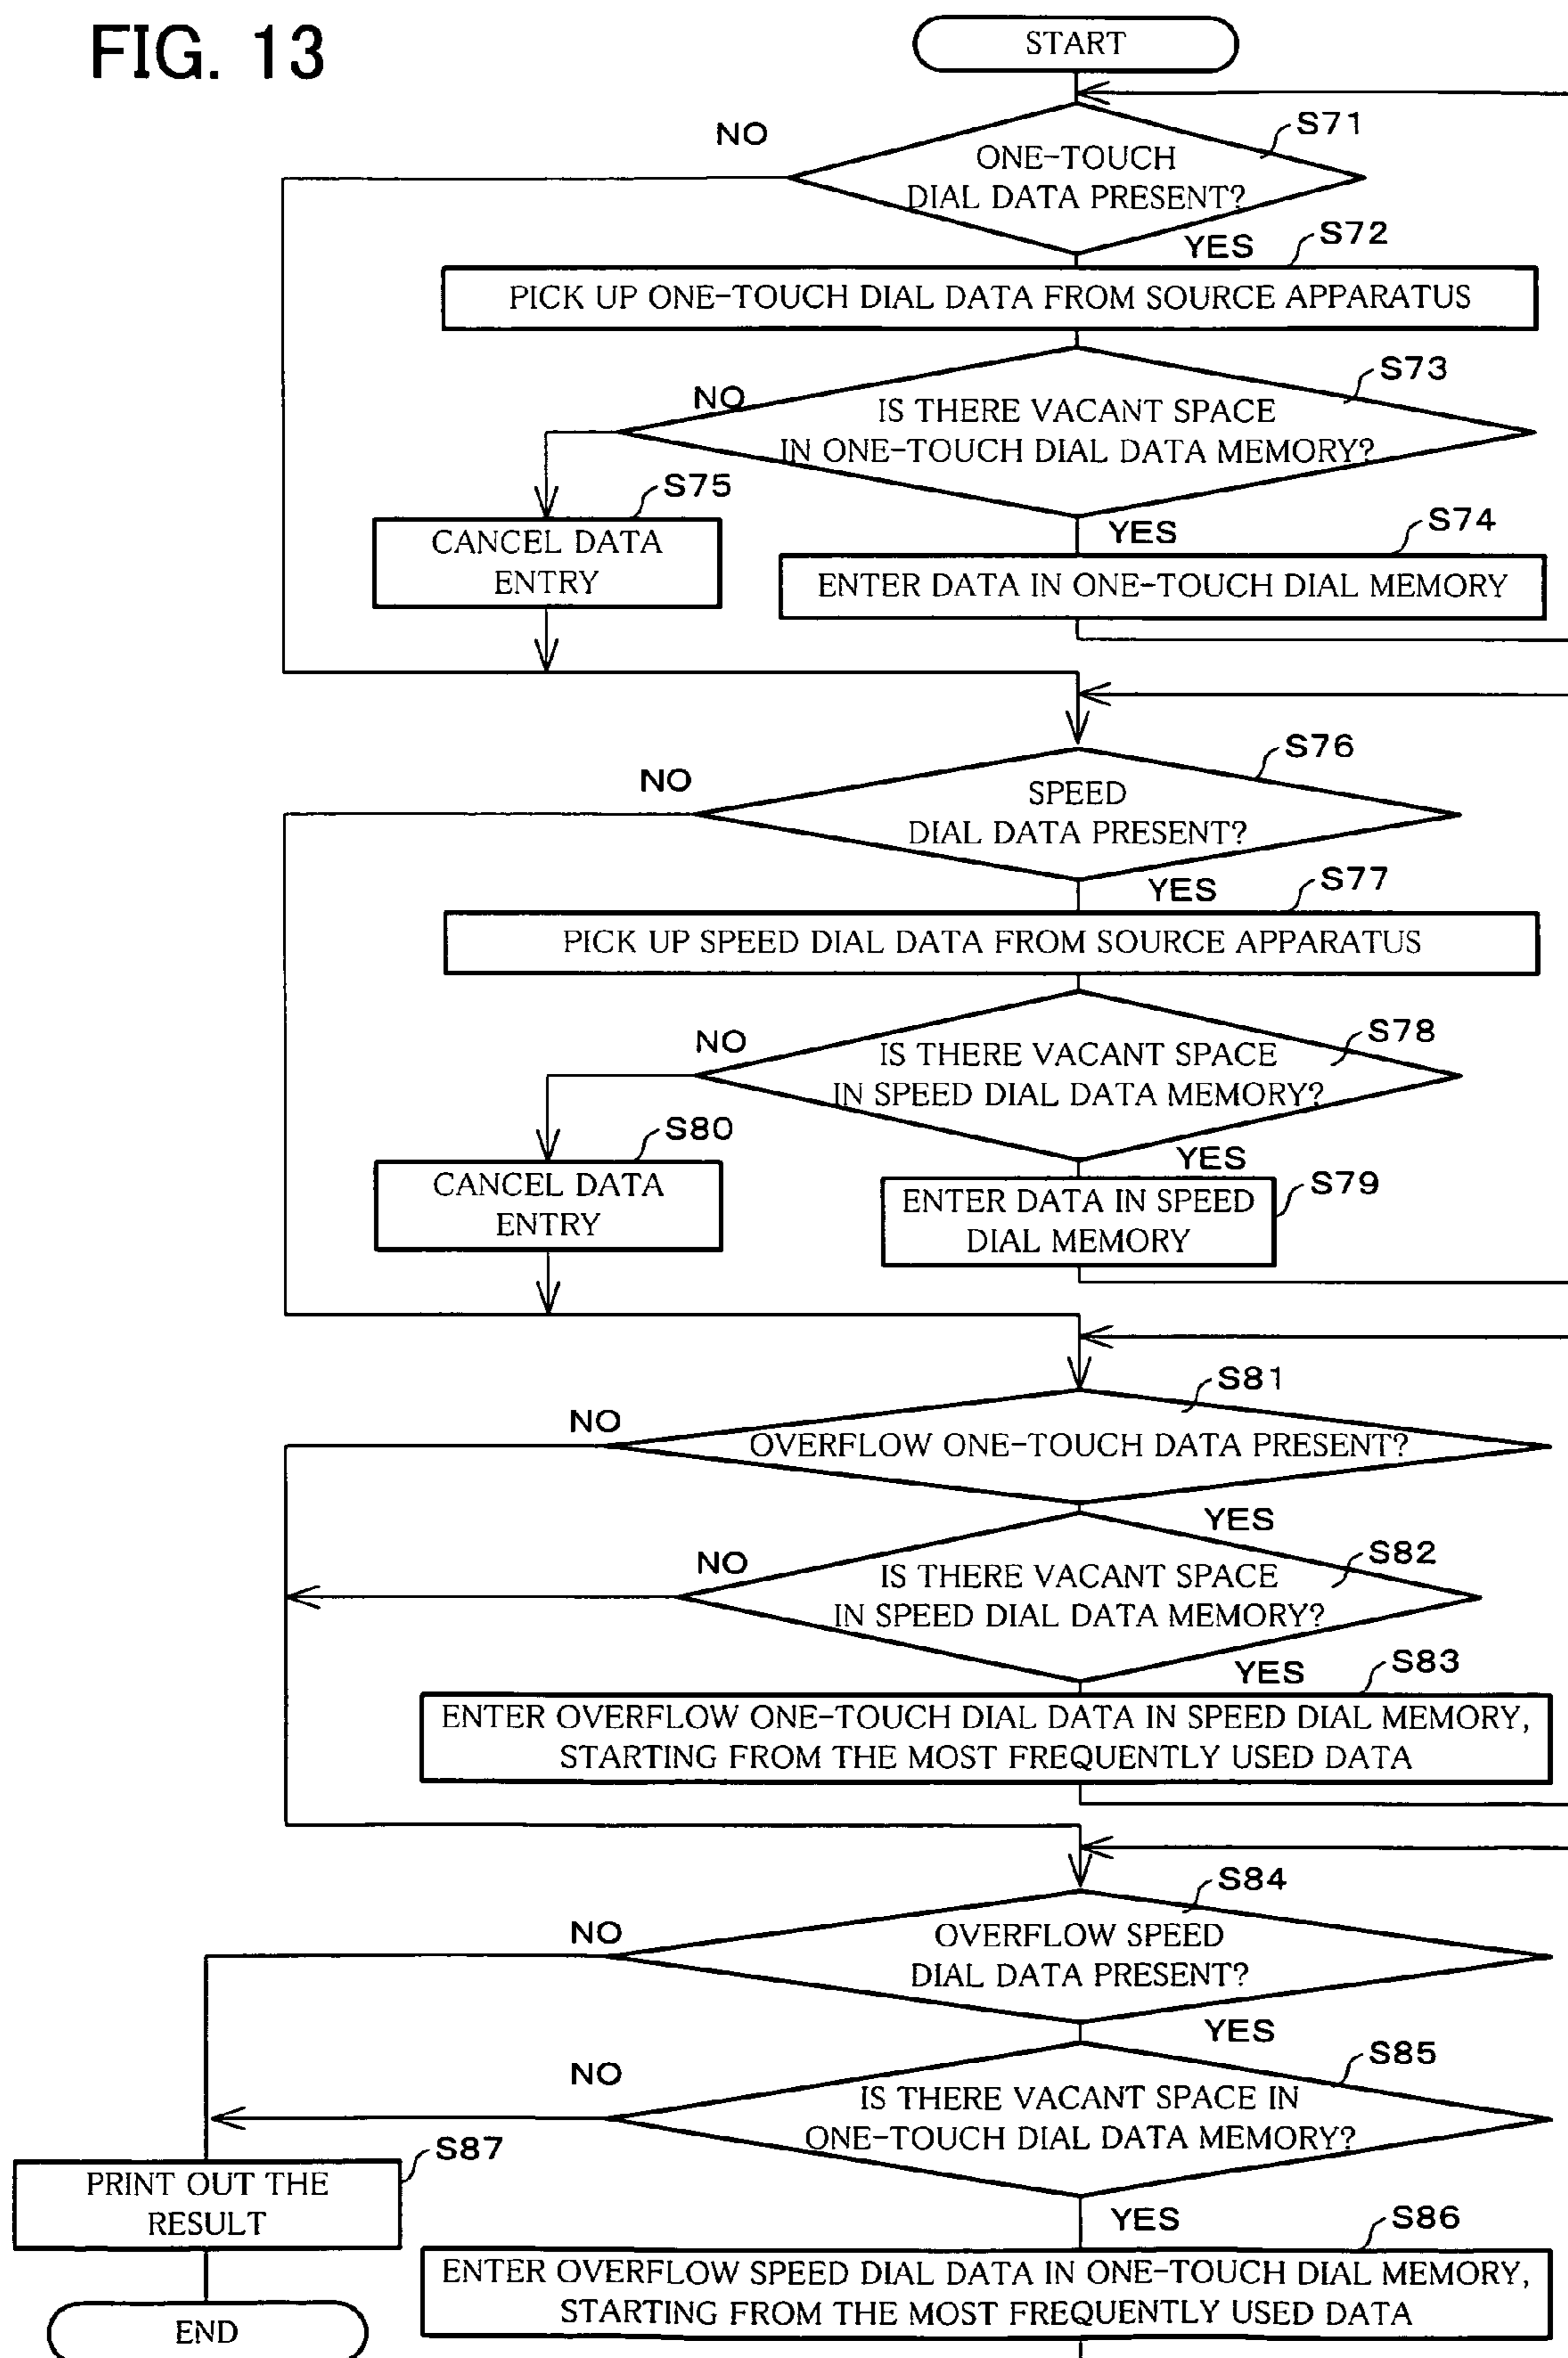 FIG. 13
START
S71
NO
ONE-TOUCH
DIAL DATA PRESENT?
YES
S72
PICK UP ONE-TOUCH DIAL DATA FROM SOURCE APPARATUS
S73
NO
IS THERE VACANT SPACE
IN ONE-TOUCH DIAL DATA MEMORY?
S75
YES
S74
CANCEL DATA
ENTRY
ENTER DATA IN ONE-TOUCH DIAL MEMORY
S76
NO
SPEED
DIAL DATA PRESENT?
YES
S77
PICK UP SPEED DIAL DATA FROM SOURCE APPARATUS
S78
NO
IS THERE VACANT SPACE
IN SPEED DIAL DATA MEMORY?
S80
YES
S79
CANCEL DATA
ENTRY
ENTER DATA IN SPEED
DIAL MEMORY
S81
NO
OVERFLOW ONE-TOUCH DATA PRESENT?
YES
S82
NO
IS THERE VACANT SPACE
IN SPEED DIAL DATA MEMORY?
YES
S83
ENTER OVERFLOW ONE-TOUCH DIAL DATA IN SPEED DIAL MEMORY,
STARTING FROM THE MOST FREQUENTLY USED DATA
S84
NO
OVERFLOW SPEED
DIAL DATA PRESENT?
YES
S85
NO
IS THERE VACANT SPACE IN
ONE-TOUCH DIAL DATA MEMORY?
S87
PRINT OUT THE
RESULT
YES
S86
ENTER OVERFLOW SPEED DIAL DATA IN ONE-TOUCH DIAL MEMORY,
STARTING FROM THE MOST FREQUENTLY USED DATA
END